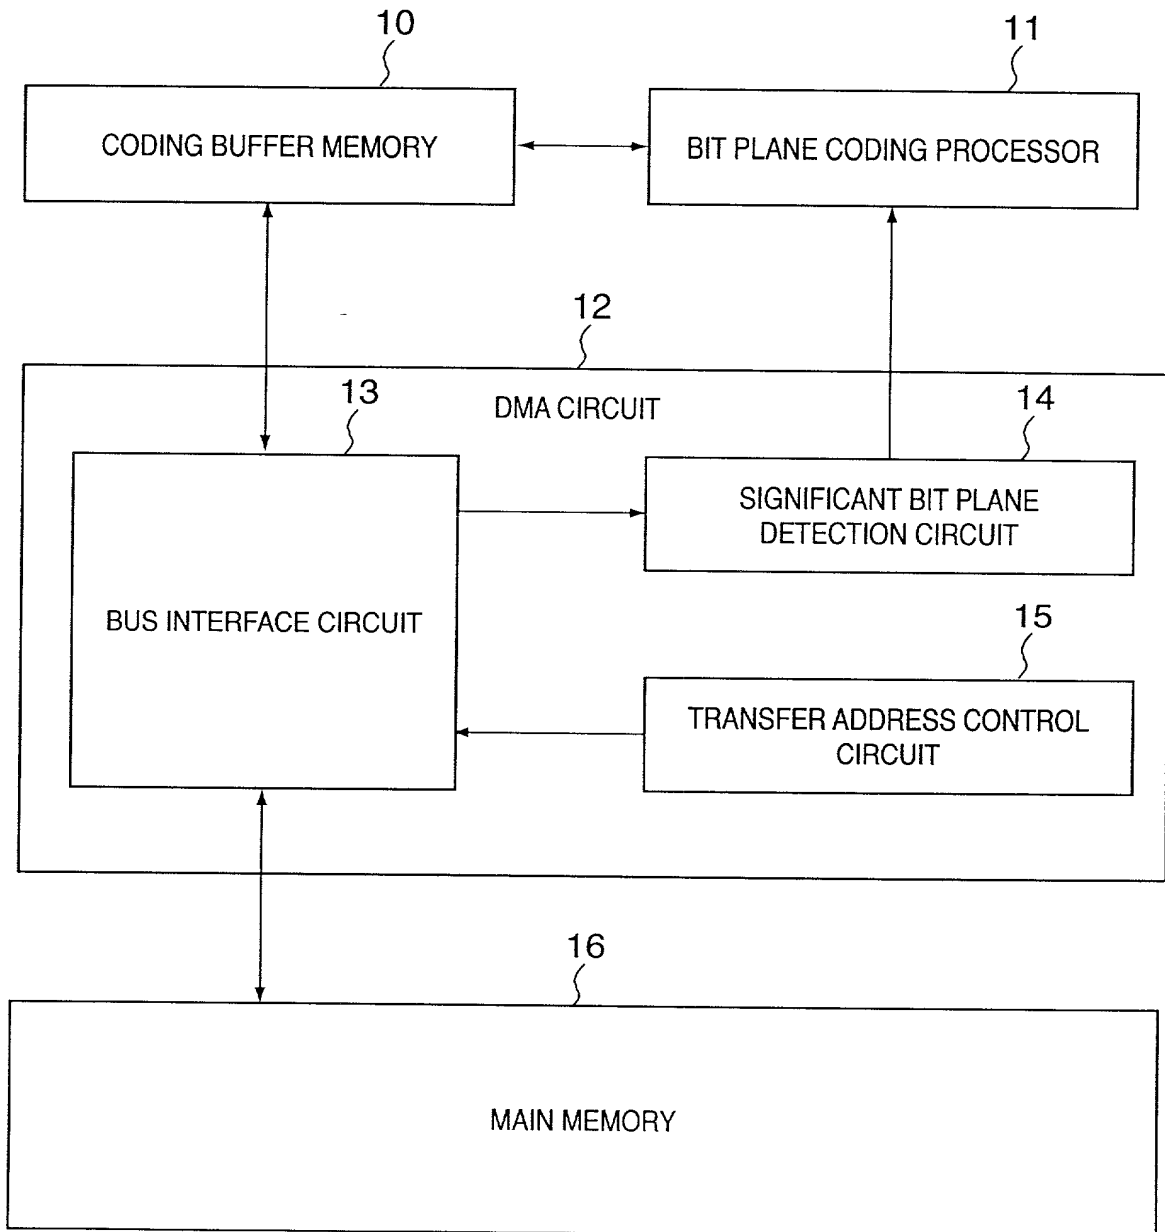 10
11
CODING BUFFER MEMORY
BIT PLANE CODING PROCESSOR
12
DMA CIRCUIT
13
14
BUS INTERFACE CIRCUIT
SIGNIFICANT BIT PLANE
DETECTION CIRCUIT
15
TRANSFER ADDRESS CONTROL
CIRCUIT
16
MAIN MEMORY